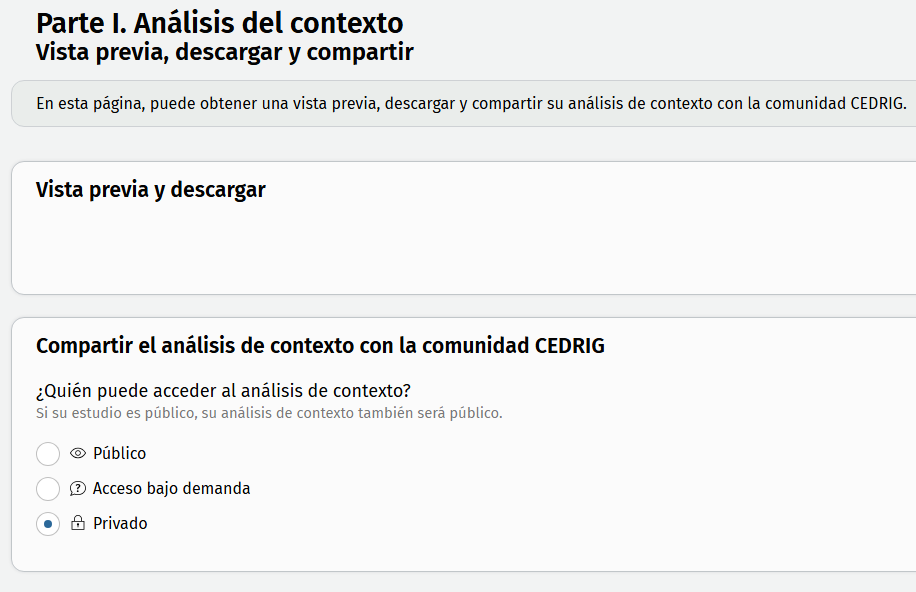 Parte I. Análisis del contexto
Vista previa, descargar y compartir
En esta página, puede obtener una vista previa, descargar y compartir su análisis de contexto con la comunidad CEDRIG.
Vista previa y descargar
Compartir el análisis de contexto con la comunidad CEDRIG
¿Quién puede acceder al análisis de contexto?
Si su estudio es público, su análisis de contexto también será público.
Público
Acceso bajo demanda
Privado